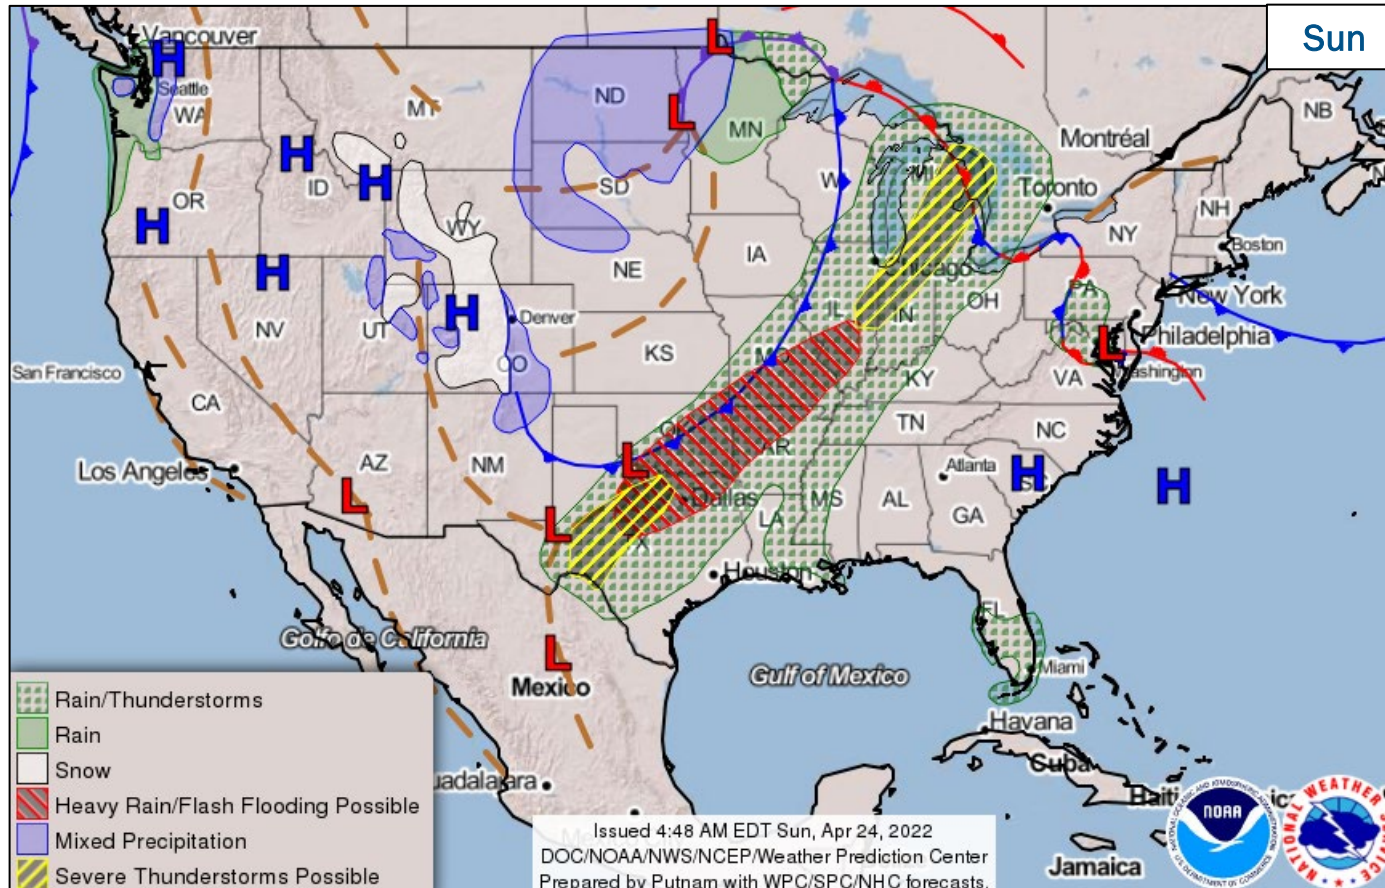 Sun
Vancouver
Seattle
WA
MT
ND
MN
Montréal
NB
OR
ID
SD
W
MI
Toronto
NH
WY
NY
Boston
NE
IA
Chicago
New York
NV
UT
Denver
IL
IN
OH
PA
Philadelphia
San Francisco
CO
KS
MO
KY
VA
Washington
CA
TN
NC
Los Angeles
AZ
NM
AR
Atlanta
SC
Dallas
LA
MS
AL
GA
TX
Houston
FL
Golfo de California
Gulf of Mexico
Miami
Mexico
Havana
Cuba
uadalajara
Jamaica
H
H
H
H
H
H
H
H
L
L
L
L
L
L
L
Rain/Thunderstorms
Rain
Snow
Heavy Rain/Flash Flooding Possible
Mixed Precipitation
Severe Thunderstorms Possible
Issued 4:48 AM EDT Sun, Apr 24, 2022
DOC/NOAA/NWS/NCEP/Weather Prediction Center
Prepared by Putnam with WPC/SPC/NHC forecasts.
NOAA
NATIONAL WEATHER SERVICE